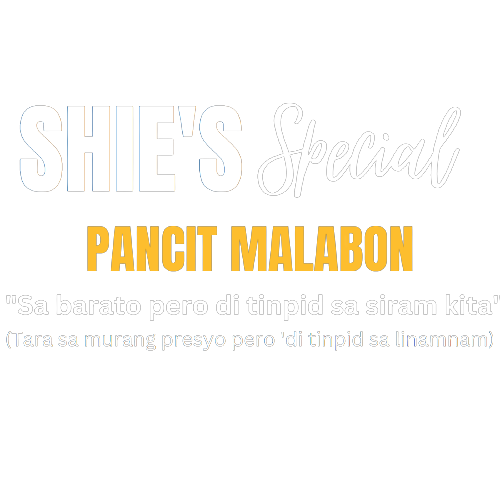 SHIE'S Special
PANCIT MALABON
"Sa barato pero di tinpid sa siram kita"
(Tara sa murang presyo pero 'di tinpid sa linamnam)